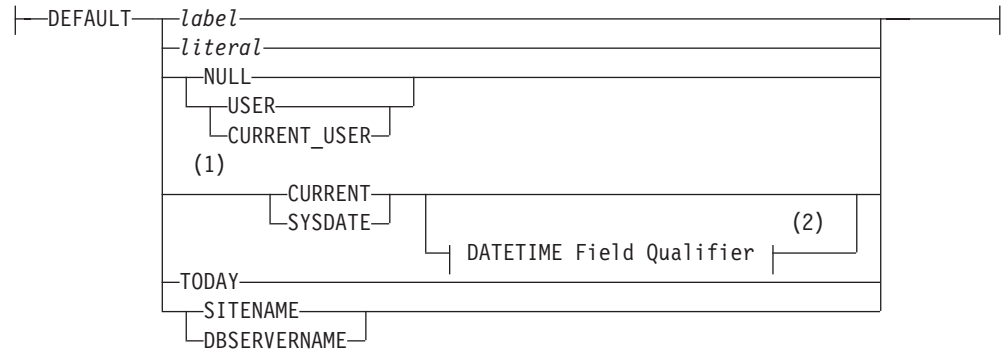 DEFAULT label
literal
NULL
USER
CURRENT_USER
(1)
CURRENT
SYSDATE
(2)
DATETIME Field Qualifier
TODAY
SITENAME
DBSERVERNAME